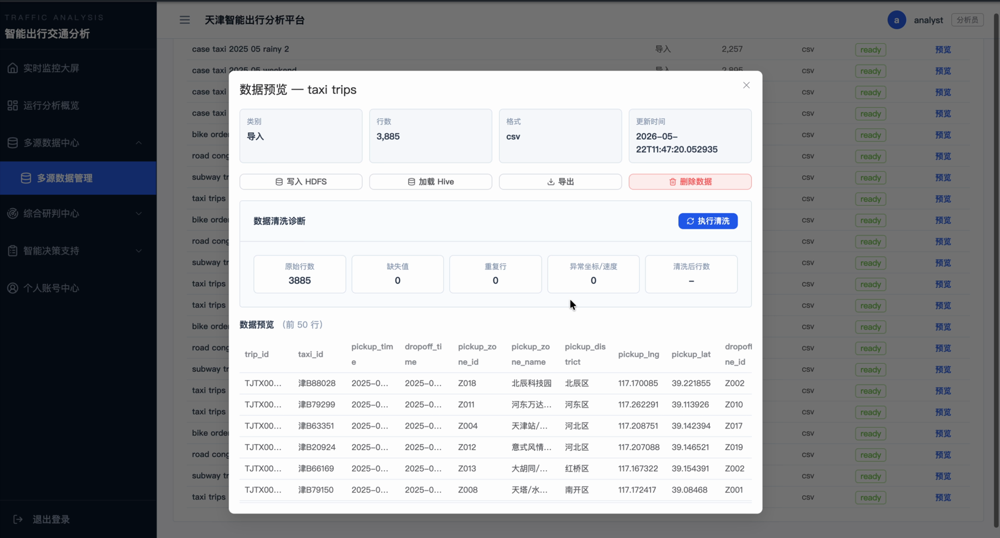 TRAFFIC ANALYSIS
智能出行交通分析
实时监控大屏
运行分析概览
多源数据中心
多源数据管理
综合研判中心
智能决策支持
个人账号中心
退出登录
天津智能出行分析平台
a analyst 分析员
case taxi 2025 05 rainy 2 导入 2,257 csv ready 预览
case taxi 2025 05 weekend 导入 2,895 csv ready 预览
case taxi csv ready 预览
case taxi csv ready 预览
bike csv ready 预览
road csv ready 预览
subway csv ready 预览
taxi trips csv ready 预览
bike csv ready 预览
road csv ready 预览
subway csv ready 预览
taxi trips csv ready 预览
taxi trips csv ready 预览
bike csv ready 预览
road csv ready 预览
subway csv ready 预览
taxi trips csv ready 预览
taxi trips csv ready 预览
bike csv ready 预览
road csv ready 预览
subway csv ready 预览
taxi trips csv ready 预览
数据预览 — taxi trips
类别 行数 格式 更新时间
导入 3,885 csv 2026-05-
22T11:47:20.052935
写入 HDFS 加载 Hive 导出 删除数据
数据清洗诊断 执行清洗
原始行数 缺失值 重复行 异常坐标/速度 清洗后行数
3885 0 0 0 –
数据预览 (前 50 行)
trip_id taxi_id pickup_tim
e dropoff_ti
me pickup_zo
ne_id pickup_zo
ne_name pickup_dis
trict pickup_lng pickup_lat dropoff
ne_id
TJTX00... 津B88028 2025-0... 2025-0... Z018 北辰科技园 北辰区 117.170085 39.221855 Z002
TJTX00... 津B79299 2025-0... 2025-0... Z011 河东万达... 河东区 117.262291 39.113926 Z010
TJTX00... 津B63351 2025-0... 2025-0... Z004 天津站/... 河北区 117.208751 39.142394 Z017
TJTX00... 津B20924 2025-0... 2025-0... Z012 意式风情... 河北区 117.207088 39.146521 Z019
TJTX00... 津B66169 2025-0... 2025-0... Z013 大胡同/... 红桥区 117.167322 39.154391 Z002
TJTX00... 津B79150 2025-0... 2025-0... Z008 天塔/水... 南开区 117.172417 39.08468 Z001